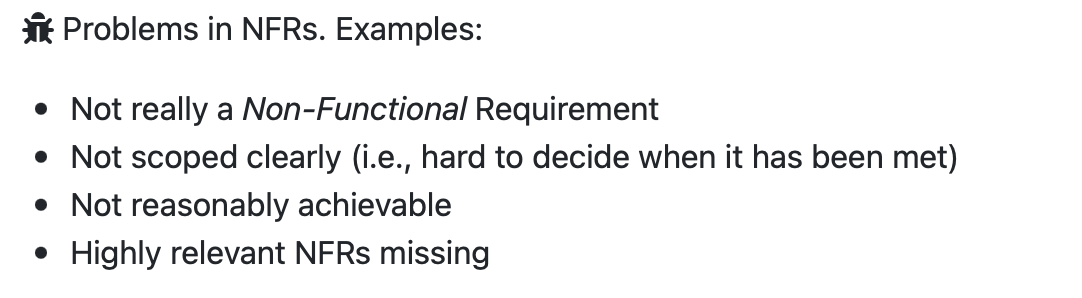 Problems in NFRs. Examples:
Not really a Non-Functional Requirement
Not scoped clearly (i.e., hard to decide when it has been met)
Not reasonably achievable
Highly relevant NFRs missing